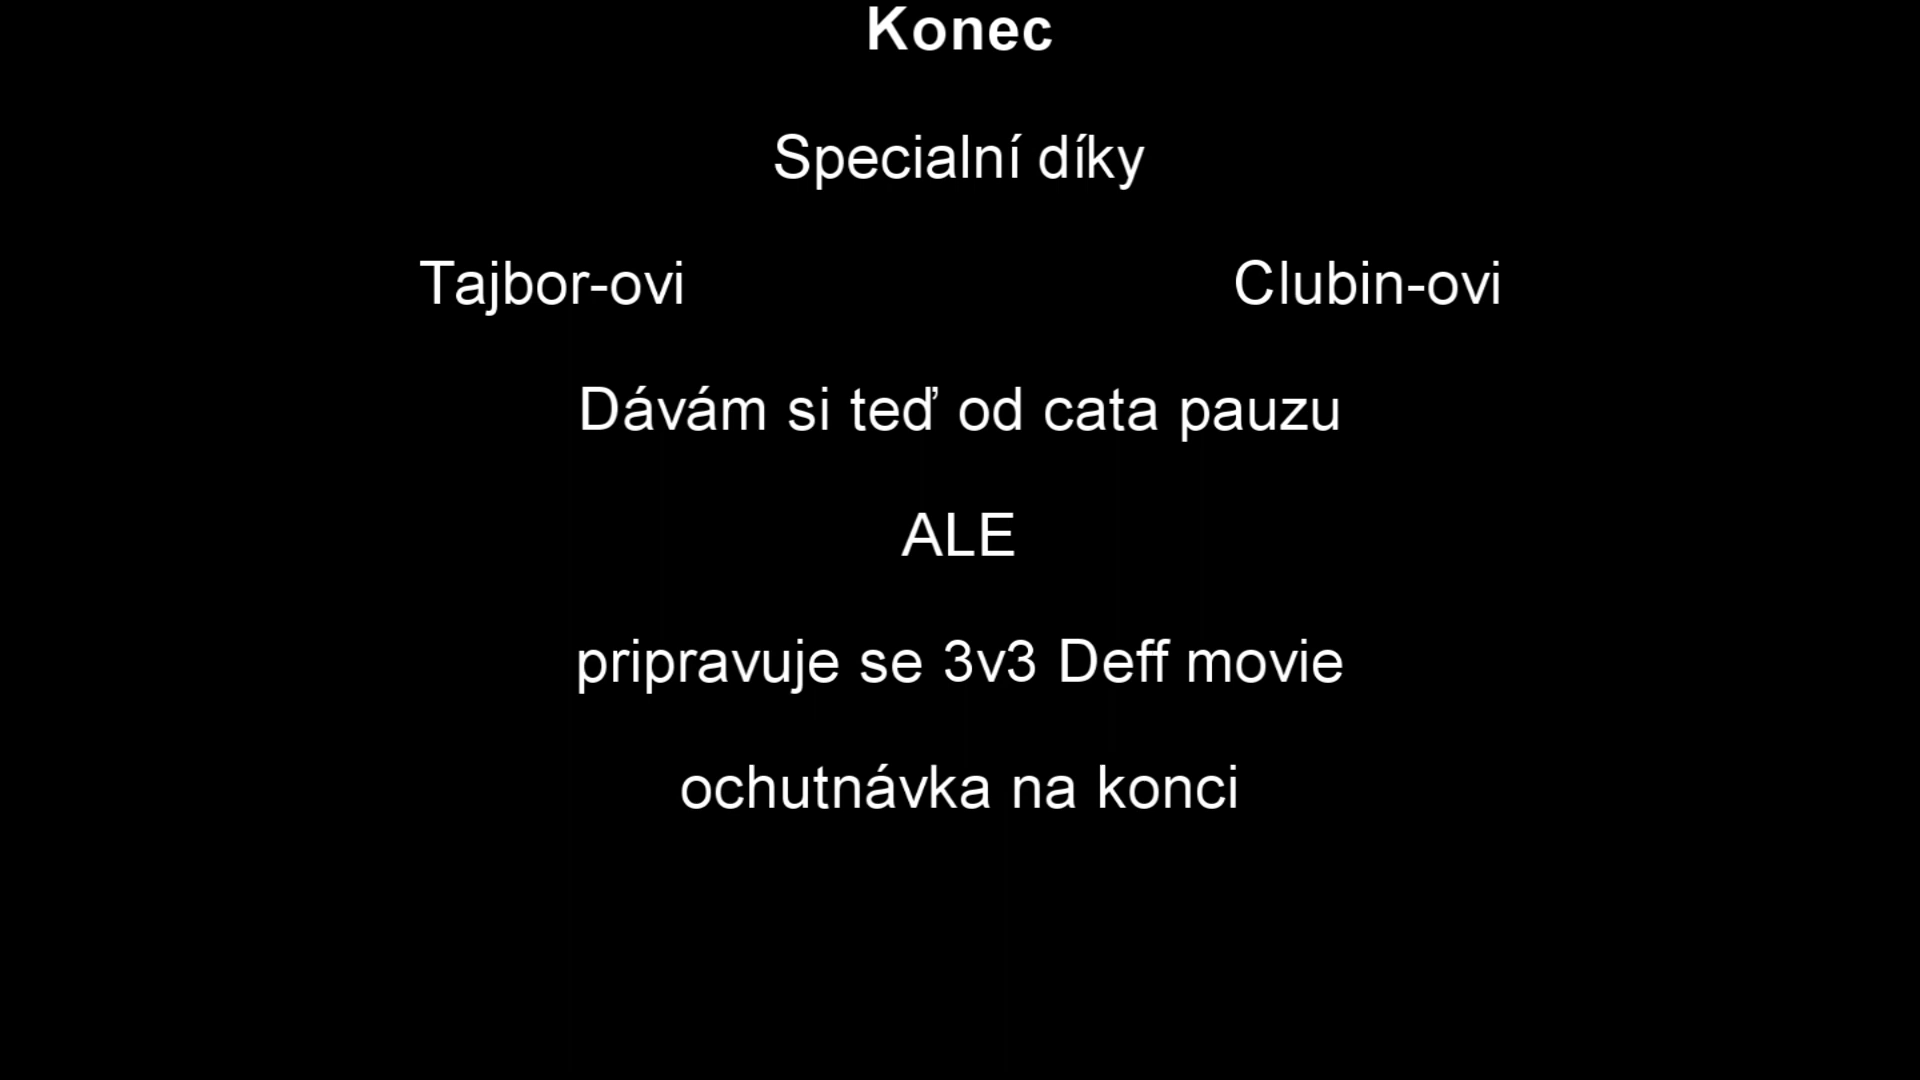 Konec
Specialní díky
Tajbor-ovi Clubin-ovi
Dávám si teď od cata pauzu
ALE
pripravuje se 3v3 Deff movie
ochutnávka na konci